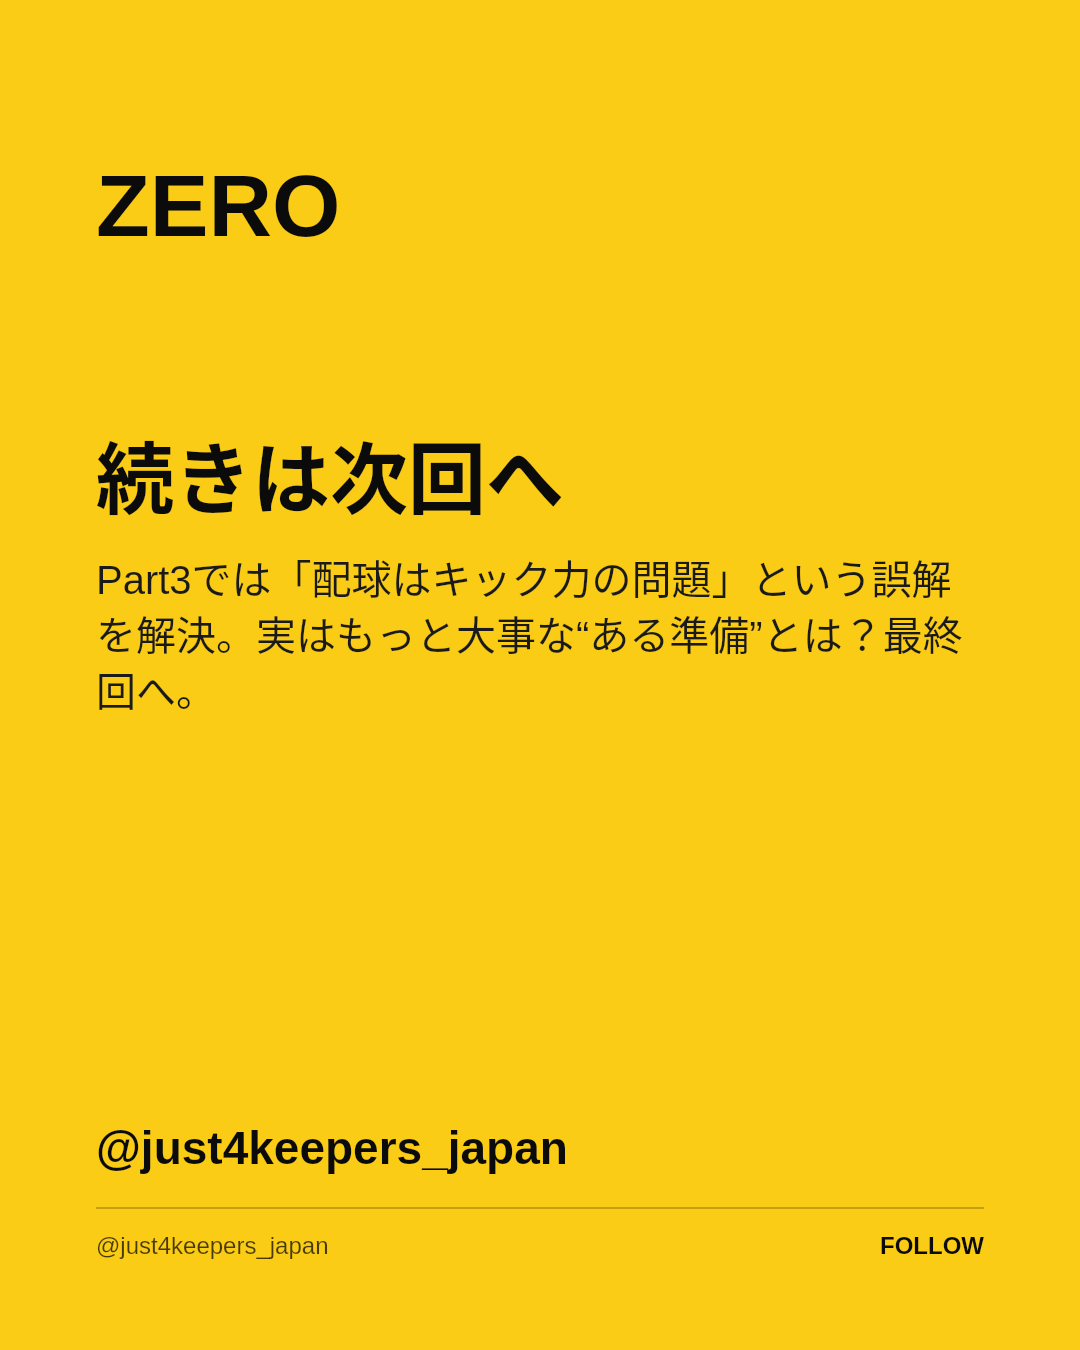 ZERO
続きは次回へ
Part3では「配球はキック力の問題」という誤解
を解決。実はもっと大事な“ある準備”とは？最終
回へ。
@just4keepers_japan
@just4keepers_japan
FOLLOW